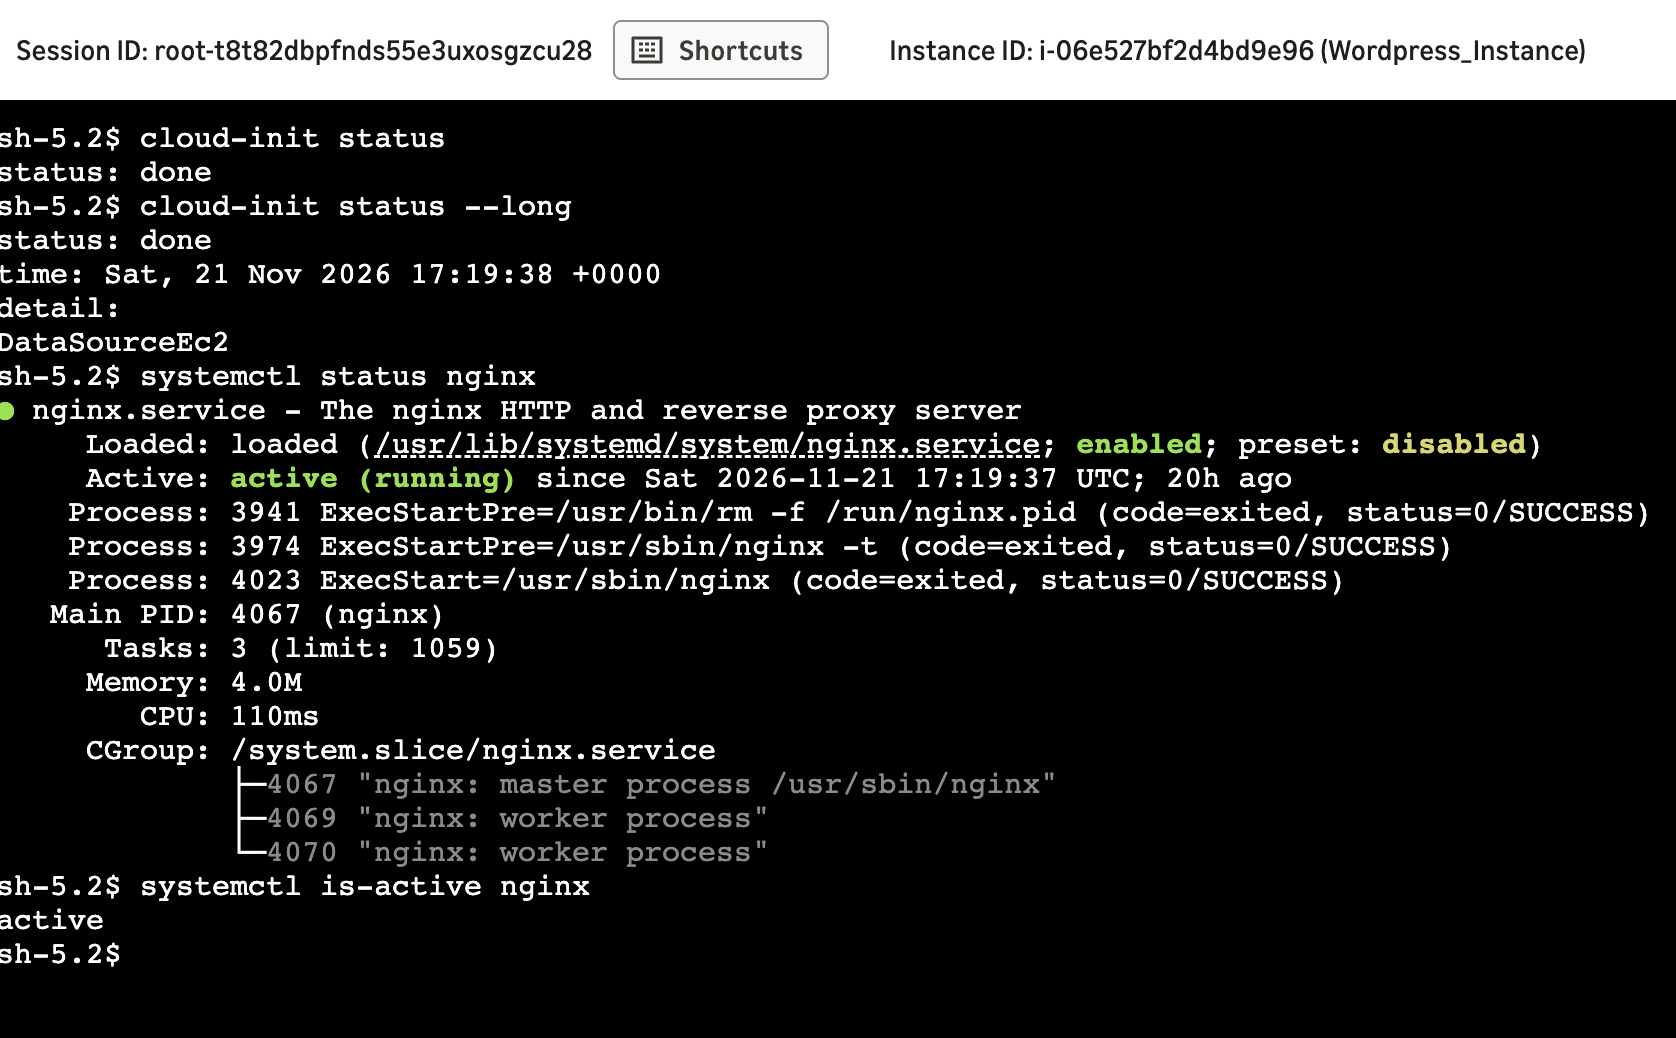 Session ID: root-t8t82dbpfnds55e3uxosgzcu28 Shortcuts Instance ID: i-06e527bf2d4bd9e96 (Wordpress_Instance)
sh-5.2$ cloud-init status
status: done
sh-5.2$ cloud-init status --long
status: done
time: Sat, 21 Nov 2026 17:19:38 +0000
detail:
DataSourceEc2
sh-5.2$ systemctl status nginx
● nginx.service - The nginx HTTP and reverse proxy server
Loaded: loaded (/usr/lib/systemd/system/nginx.service; enabled; preset: disabled)
Active: active (running) since Sat 2026-11-21 17:19:37 UTC; 20h ago
Process: 3941 ExecStartPre=/usr/bin/rm -f /run/nginx.pid (code=exited, status=0/SUCCESS)
Process: 3974 ExecStartPre=/usr/sbin/nginx -t (code=exited, status=0/SUCCESS)
Process: 4023 ExecStart=/usr/sbin/nginx (code=exited, status=0/SUCCESS)
Main PID: 4067 (nginx)
Tasks: 3 (limit: 1059)
Memory: 4.0M
CPU: 110ms
CGroup: /system.slice/nginx.service
├─4067 "nginx: master process /usr/sbin/nginx"
├─4069 "nginx: worker process"
└─4070 "nginx: worker process"
sh-5.2$ systemctl is-active nginx
active
sh-5.2$